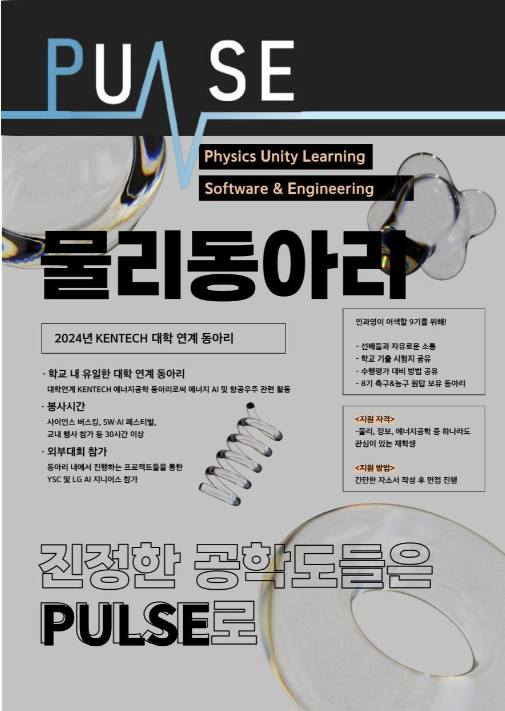 PULSE
Physics Unity Learning
Software & Engineering
물리동아리
2024년 KENTECH 대학 연계 동아리
· 학교 내 유일한 대학 연계 동아리
대학연계 KENTECH 에너지공학 동아리로써 에너지 AI 및 항공우주 관련 활동
· 봉사시간
사이언스 버스킹, SW·AI 페스티벌,
교내 행사 참가 등 30시간 이상
· 외부대회 참가
동아리 내에서 진행하는 프로젝트들을 통한
YSC 및 LG AI 지니어스 참가
인과영이 어색할 9기를 위해!
- 선배들과 자유로운 소통
- 학교 기출 시험지 공유
- 수행평가 대비 방법 공유
- 8기 축구&농구 원탑 보유 동아리
<지원 자격>
-물리, 정보, 에너지공학 중 하나라도
관심이 있는 재학생
<지원 방법>
간단한 자소서 작성 후 면접 진행
진정한 공학도들은
PULSE로